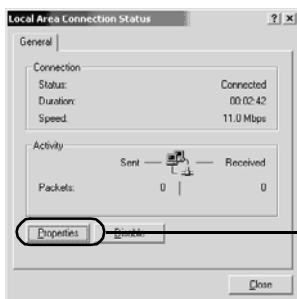 Local Area Connection Status
General
Connection
Status: Connected
Duration: 00:02:42
Speed: 11.0 Mbps
Activity
Sent — — Received
Packets: 0 | 0
Properties Disable
Close